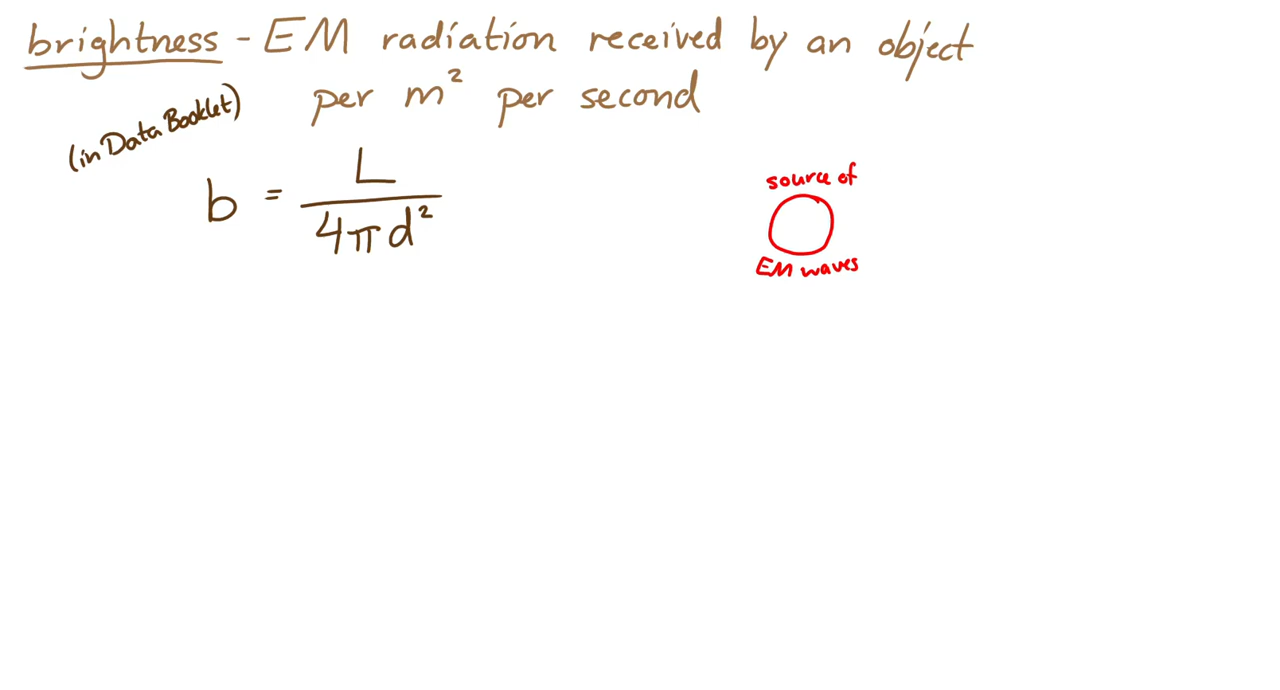 brightness - EM radiation received by an object
per m² per second
(in Data Booklet)
b = L / 4πd²
source of
EM waves